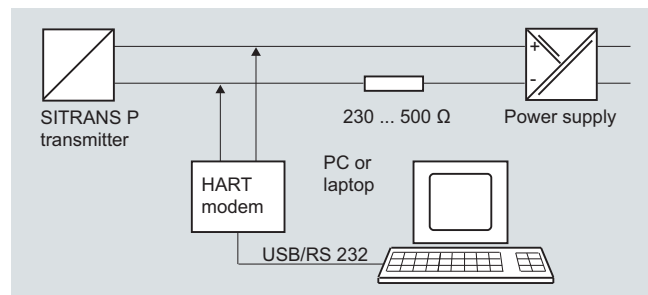 +
-
SITRANS P
transmitter
230 ... 500 Ω
Power supply
HART
modem
PC or
laptop
USB/RS 232